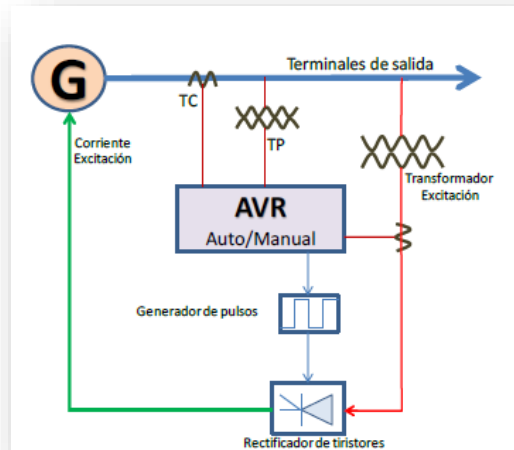 G
Terminales de salida
TC
TP
Corriente
Excitación
Transformador
Excitación
AVR
Auto/Manual
Generador de pulsos
Rectificador de tiristores